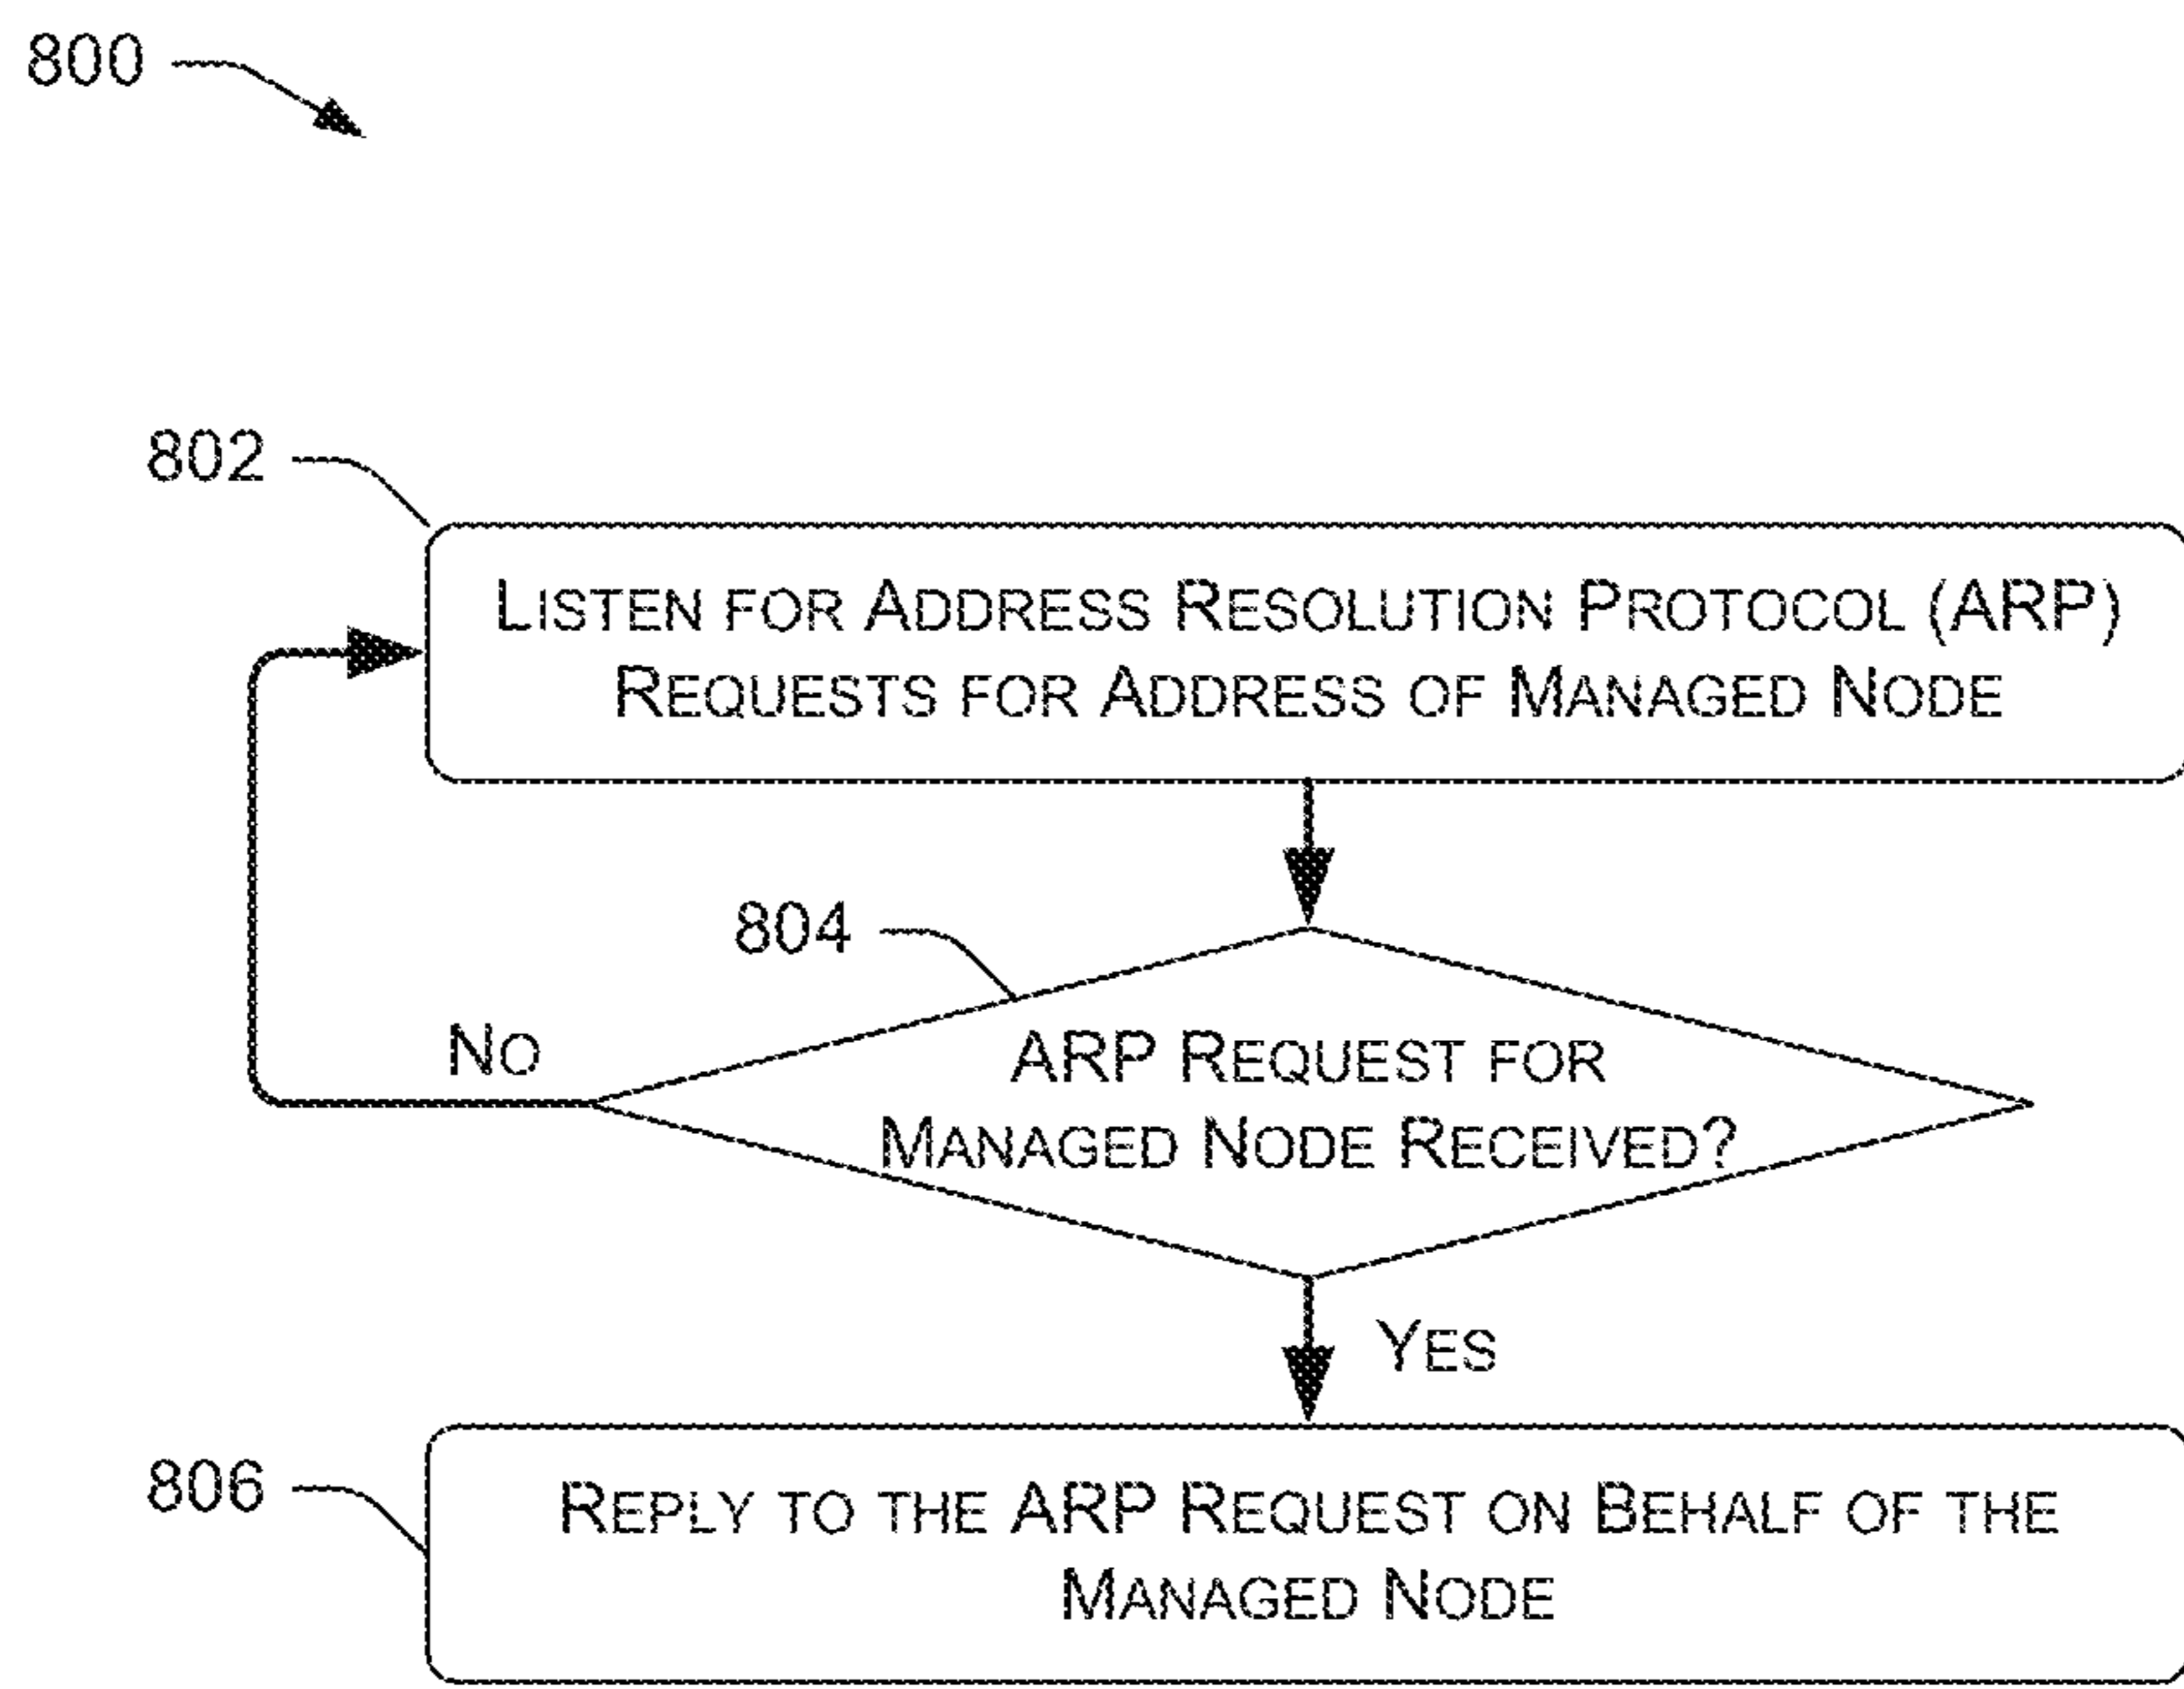 800
802
LISTEN FOR ADDRESS RESOLUTION PROTOCOL (ARP)
REQUESTS FOR ADDRESS OF MANAGED NODE
804
NO
ARP REQUEST FOR
MANAGED NODE RECEIVED?
YES
806
REPLY TO THE ARP REQUEST ON BEHALF OF THE
MANAGED NODE